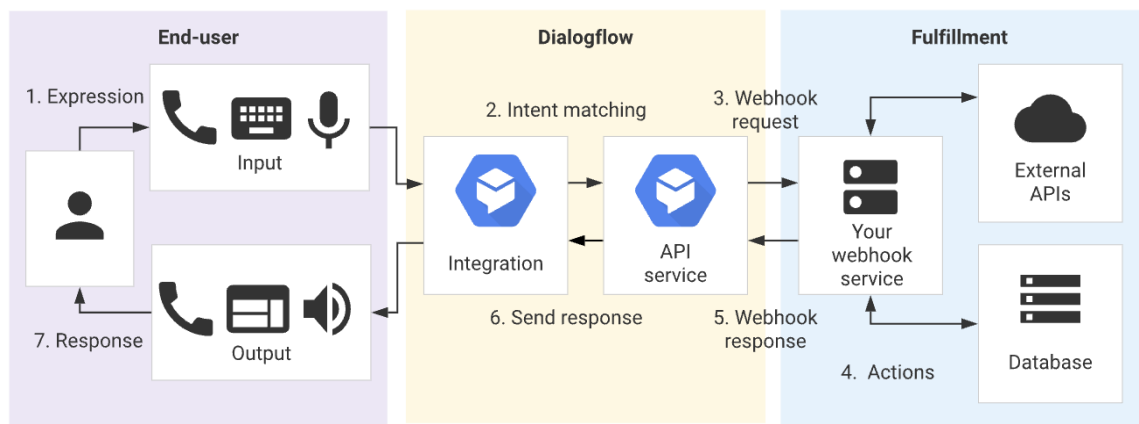 End-user
Dialogflow
Fulfillment
1. Expression
Input
2. Intent matching
3. Webhook
request
External
APIs
Integration
API
service
Your
webhook
service
Output
7. Response
6. Send response
5. Webhook
response
4. Actions
Database